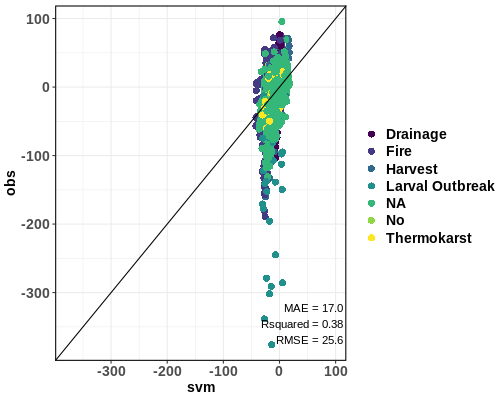 100
0
-100
-200
-300
obs
-300
-200
-100
0
100
svm
MAE = 17.0
Rsquared = 0.38
RMSE = 25.6
Drainage
Fire
Harvest
Larval Outbreak
NA
No
Thermokarst